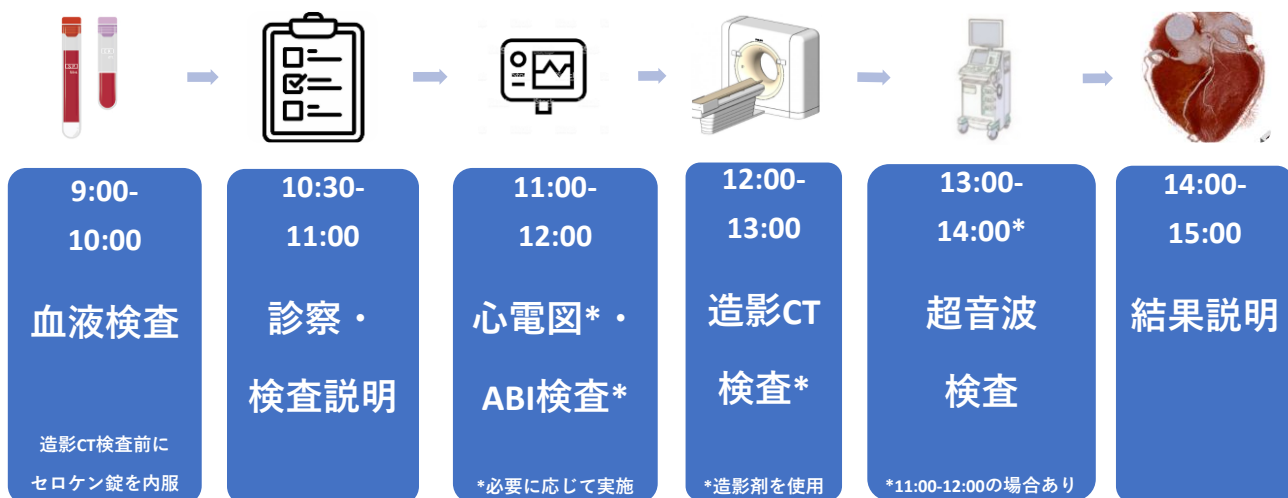 9:00-
10:00
血液検査
造影CT検査前に
セロケン錠を内服
10:30-
11:00
診察・
検査説明
11:00-
12:00
心電図*・
ABI検査*
*必要に応じて実施
12:00-
13:00
造影CT
検査*
*造影剤を使用
13:00-
14:00*
超音波
検査
*11:00-12:00の場合あり
14:00-
15:00
結果説明